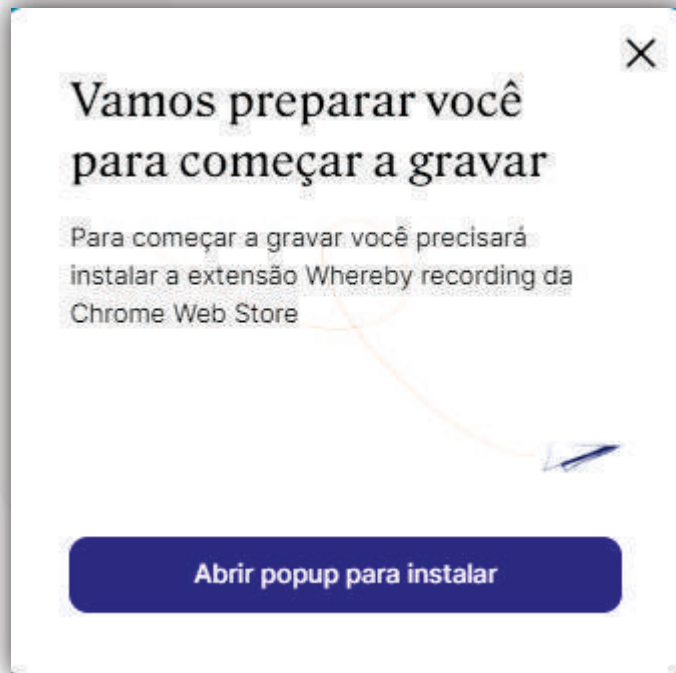 Vamos preparar você
para começar a gravar
Para começar a gravar você precisará
instalar a extensão Whereby recording da
Chrome Web Store
Abrir popup para instalar